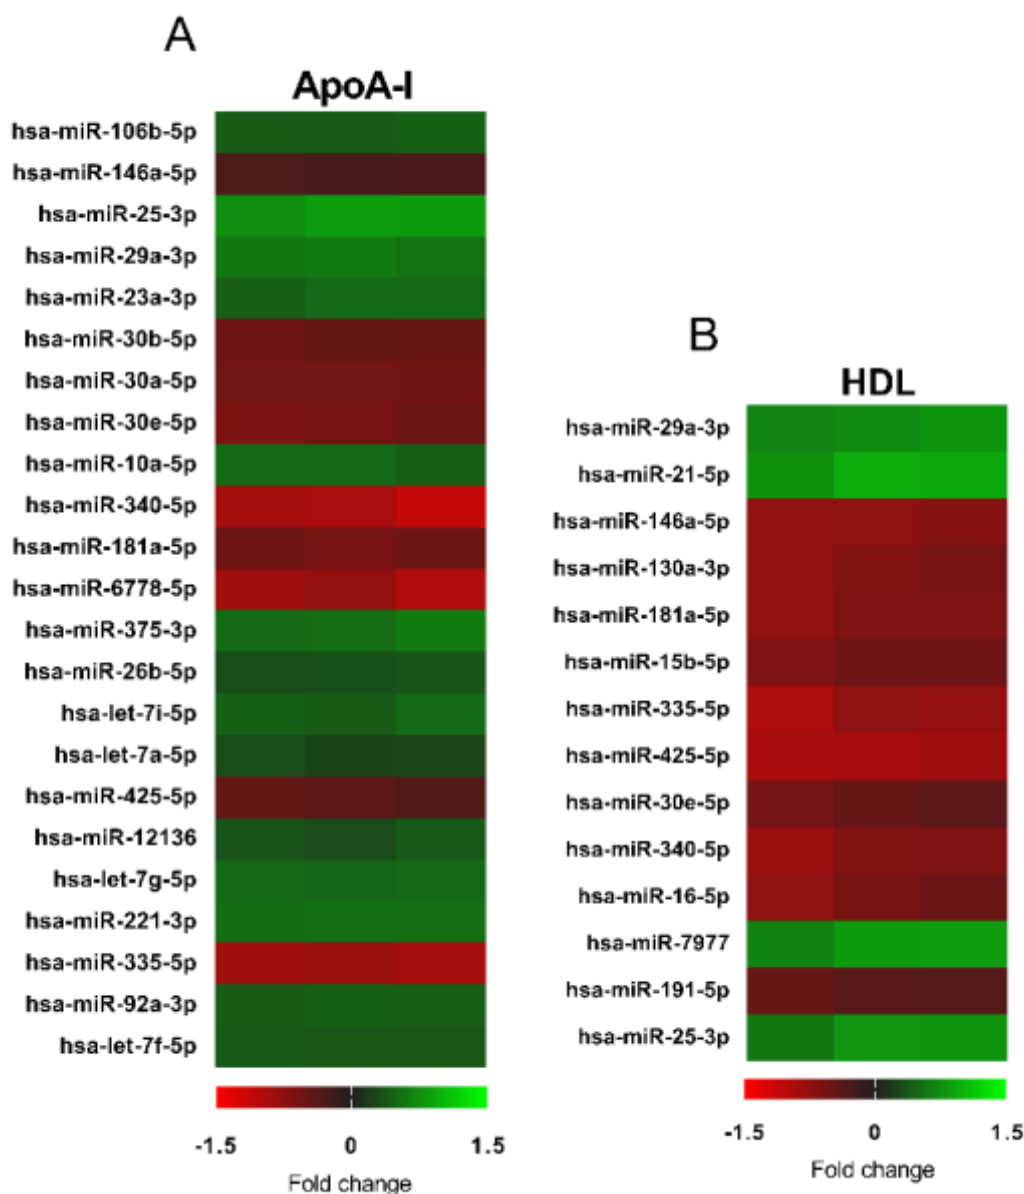 A
ApoA-I
hsa-miR-106b-5p
hsa-miR-146a-5p
hsa-miR-25-3p
hsa-miR-29a-3p
hsa-miR-23a-3p
hsa-miR-30b-5p
hsa-miR-30a-5p
hsa-miR-30e-5p
hsa-miR-10a-5p
hsa-miR-340-5p
hsa-miR-181a-5p
hsa-miR-6778-5p
hsa-miR-375-3p
hsa-miR-26b-5p
hsa-let-7i-5p
hsa-let-7a-5p
hsa-miR-425-5p
hsa-miR-12136
hsa-let-7g-5p
hsa-miR-221-3p
hsa-miR-335-5p
hsa-miR-92a-3p
hsa-let-7f-5p
-1.5 0 1.5
Fold change
B
HDL
hsa-miR-29a-3p
hsa-miR-21-5p
hsa-miR-146a-5p
hsa-miR-130a-3p
hsa-miR-181a-5p
hsa-miR-15b-5p
hsa-miR-335-5p
hsa-miR-425-5p
hsa-miR-30e-5p
hsa-miR-340-5p
hsa-miR-16-5p
hsa-miR-7977
hsa-miR-191-5p
hsa-miR-25-3p
-1.5 0 1.5
Fold change